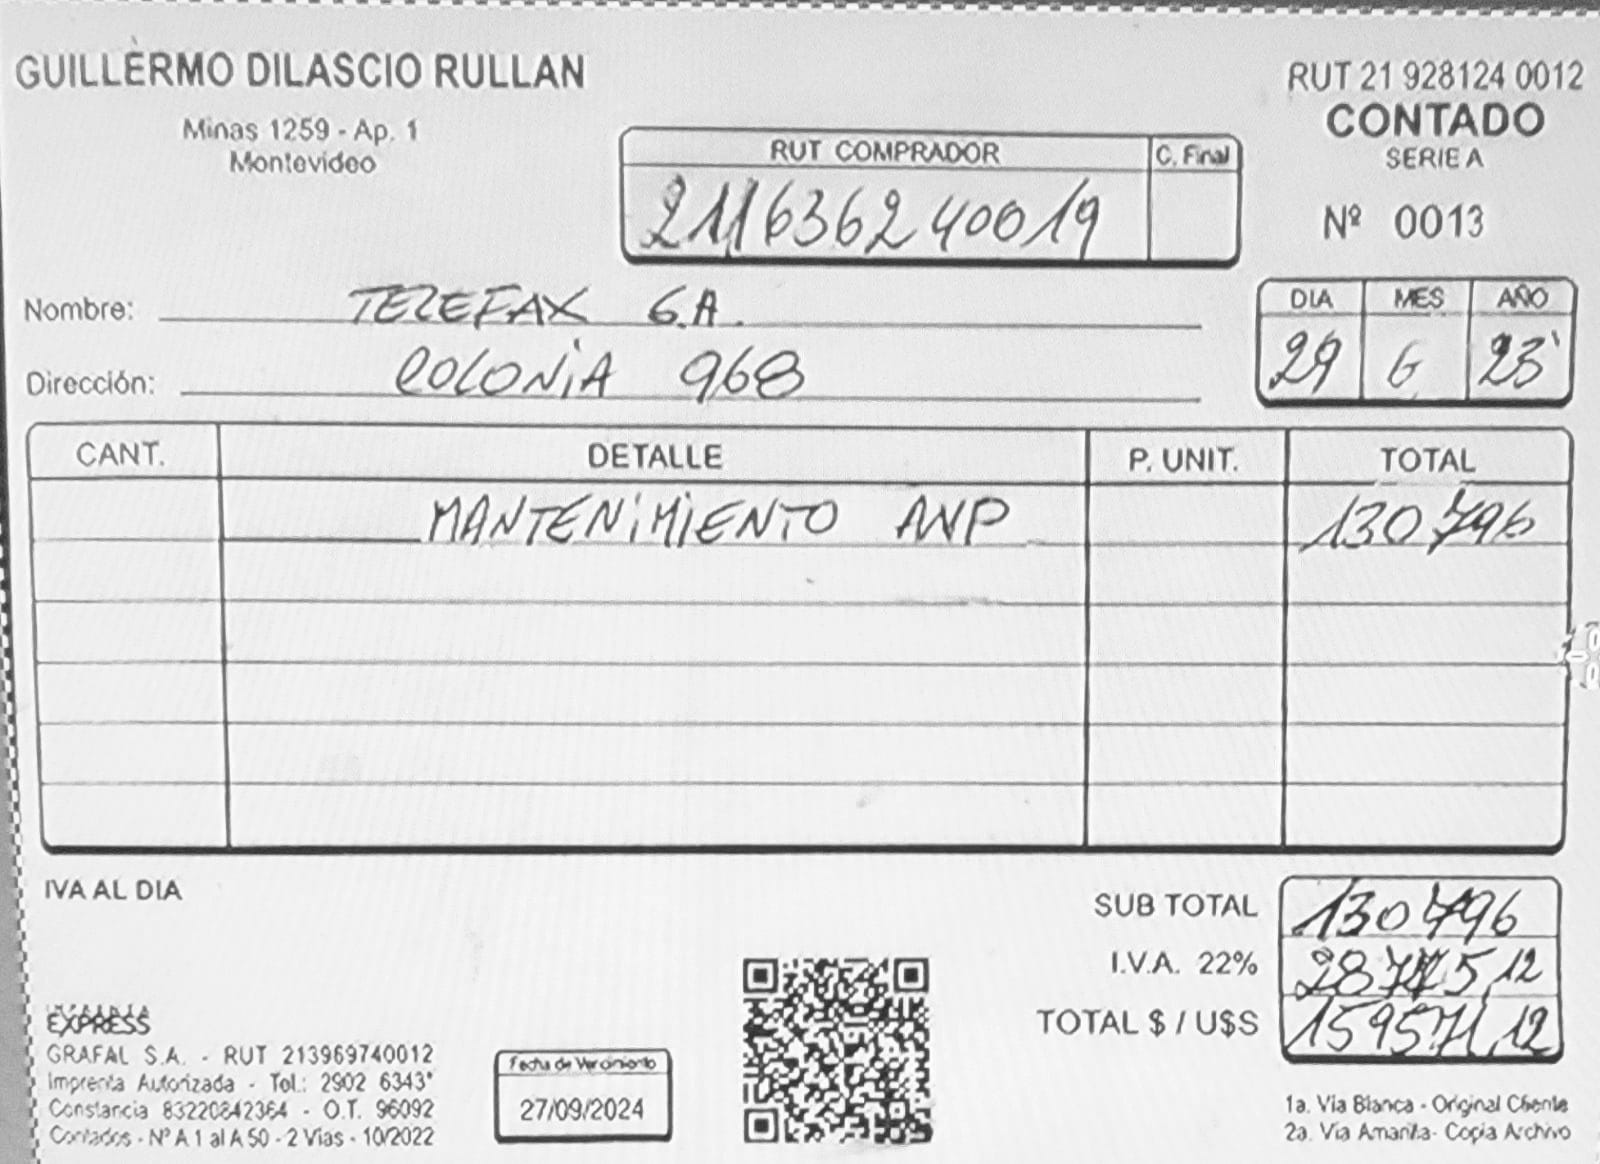 GUILLERMO DILASCIO RULLAN
Minas 1259 - Ap. 1
Montevideo
RUT 21 928124 0012
CONTADO
SERIE A
Nº 0013
RUT COMPRADOR C. Final
211636240019
DIA MES AÑO
29 6 23
Nombre: TELEFAX S.A.
Dirección: COLONIA 968
CANT. DETALLE P. UNIT. TOTAL
MANTENIMIENTO ANP 130796
IVA AL DIA
SUB TOTAL 130796
I.V.A. 22% 28775,12
TOTAL $ / U$S 159571,12
EXPRESS
GRAFAL S.A. - RUT 213969740012
Imprenta Autorizada - Tel.: 2902 6343*
Constancia 83220842364 - O.T. 96092
Contados - Nº A 1 al A 50 - 2 Vias - 10/2022
Fecha de Vencimiento
27/09/2024
1a. Vía Blanca - Original Cliente
2a. Vía Amarilla- Copia Archivo